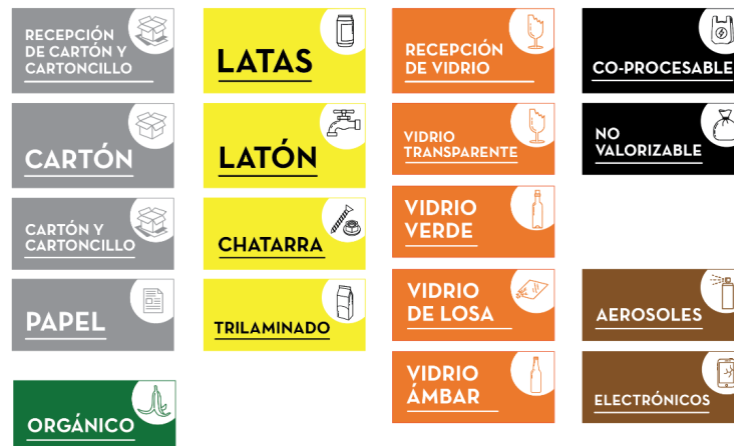 RECEPCIÓN
DE CARTÓN Y
CARTONCILLO
CARTÓN
CARTÓN Y
CARTONCILLO
PAPEL
ORGÁNICO
LATAS
LATÓN
CHATARRA
TRILAMINADO
RECEPCIÓN
DE VIDRIO
VIDRIO
TRANSPARENTE
VIDRIO
VERDE
VIDRIO
DE LOSA
VIDRIO
ÁMBAR
CO-PROCESABLE
NO
VALORIZABLE
AEROSOLES
ELECTRÓNICOS